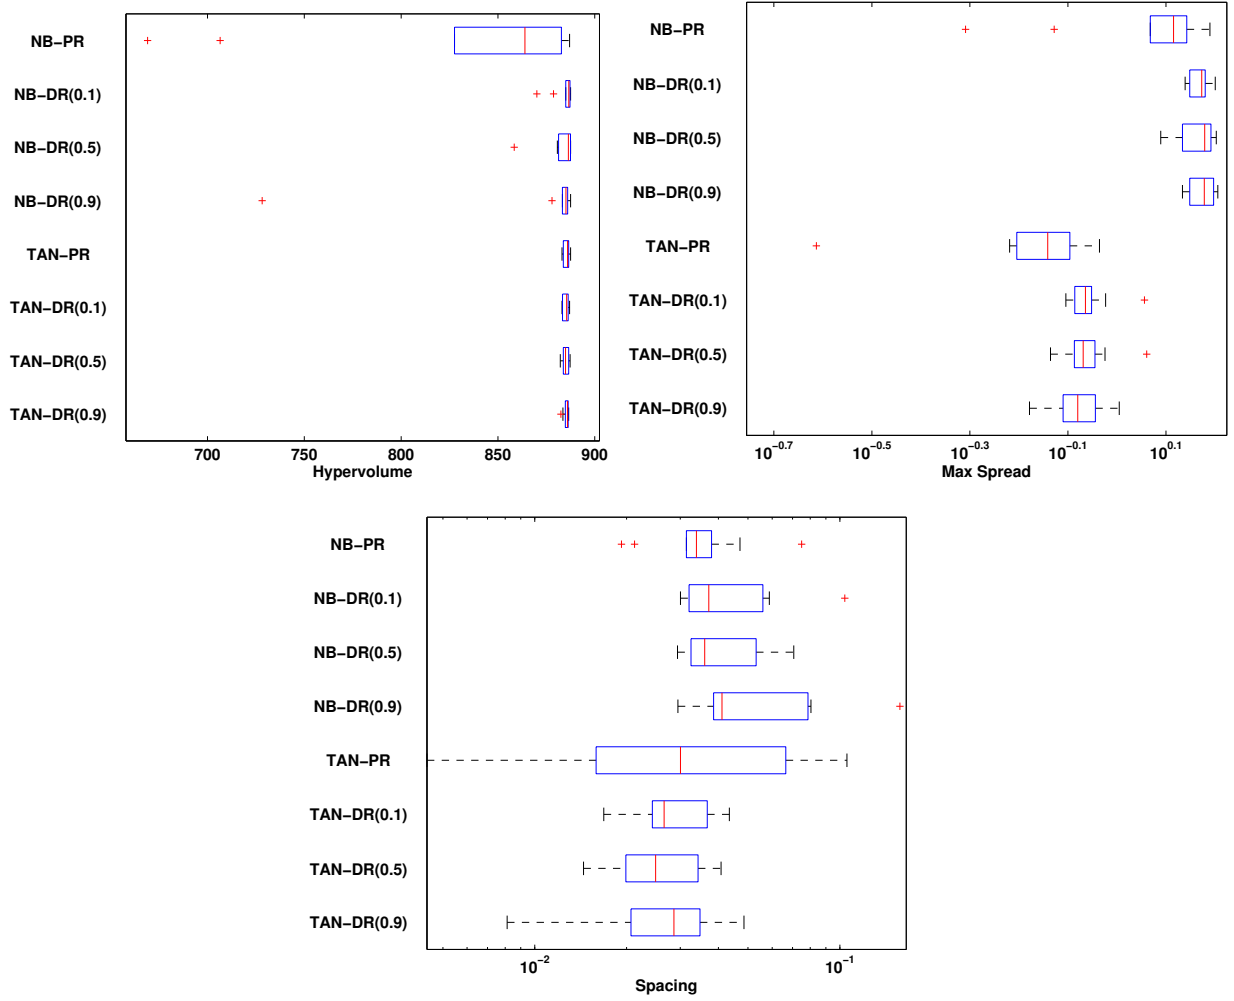 NB-PR
NB-DR(0.1)
NB-DR(0.5)
NB-DR(0.9)
TAN-PR
TAN-DR(0.1)
TAN-DR(0.5)
TAN-DR(0.9)
700 750 800 850 900
Hypervolume
NB-PR
NB-DR(0.1)
NB-DR(0.5)
NB-DR(0.9)
TAN-PR
TAN-DR(0.1)
TAN-DR(0.5)
TAN-DR(0.9)
10^-0.7 10^-0.5 10^-0.3 10^-0.1 10^0.1
Max Spread
NB-PR
NB-DR(0.1)
NB-DR(0.5)
NB-DR(0.9)
TAN-PR
TAN-DR(0.1)
TAN-DR(0.5)
TAN-DR(0.9)
10^-2 10^-1
Spacing